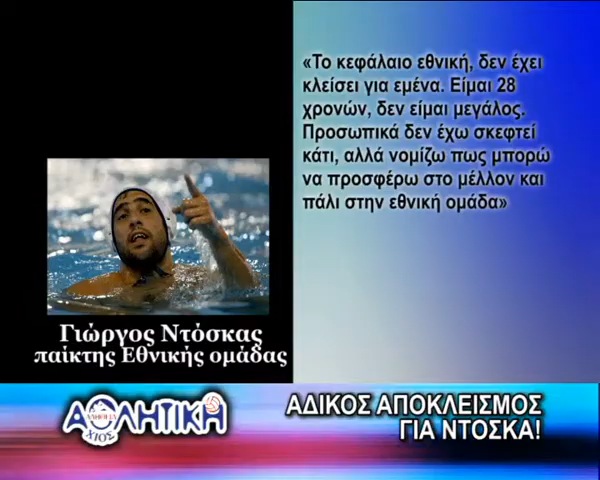 «Το κεφάλαιο εθνική, δεν έχει
κλείσει για εμένα. Είμαι 28
χρονών, δεν είμαι μεγάλος.
Προσωπικά δεν έχω σκεφτεί
κάτι, αλλά νομίζω πως μπορώ
να προσφέρω στο μέλλον και
πάλι στην εθνική ομάδα»
Γιώργος Ντόσκας
παίκτης Εθνικής ομάδας
ΑΘΛΗΤΙΚΗ
ΑΛΗΘΕΙΑ
ΧΙΟΣ
ΑΔΙΚΟΣ ΑΠΟΚΛΕΙΣΜΟΣ
ΓΙΑ ΝΤΟΣΚΑ!